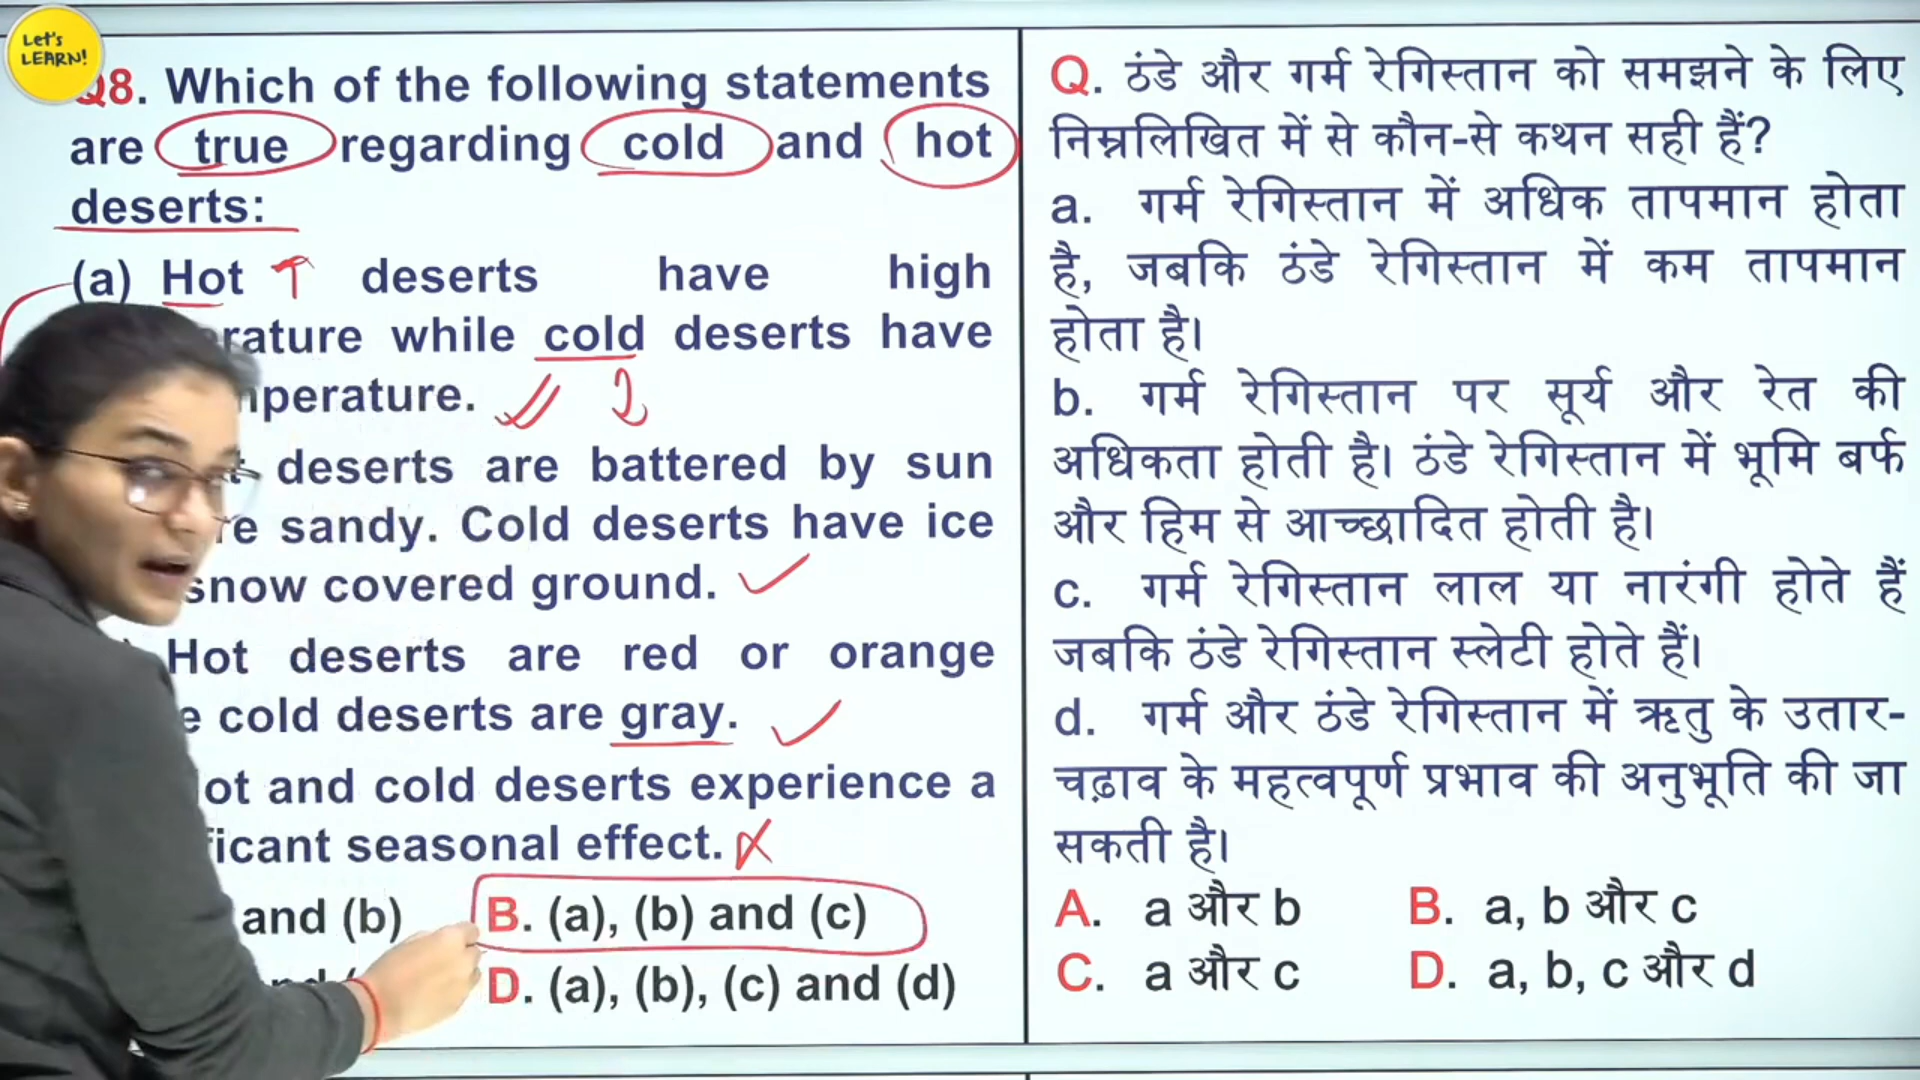 Let's
LEARN!
Q8. Which of the following statements
are true regarding cold and hot
deserts:
(a) Hot deserts have high
while cold deserts have
deserts are battered by sun
sandy. Cold deserts have ice
snow covered ground.
Hot deserts are red or orange
cold deserts are gray.
and cold deserts experience a
seasonal effect.
and (b) B. (a), (b) and (c)
D. (a), (b), (c) and (d)
Q. ठंडे और गर्म रेगिस्तान को समझने के लिए
निम्नलिखित में से कौन-से कथन सही हैं?
a. गर्म रेगिस्तान में अधिक तापमान होता
है, जबकि ठंडे रेगिस्तान में कम तापमान
होता है।
b. गर्म रेगिस्तान पर सूर्य और रेत की
अधिकता होती है। ठंडे रेगिस्तान में भूमि बर्फ
और हिम से आच्छादित होती है।
c. गर्म रेगिस्तान लाल या नारंगी होते हैं
जबकि ठंडे रेगिस्तान स्लेटी होते हैं।
d. गर्म और ठंडे रेगिस्तान में ऋतु के उतार-
चढ़ाव के महत्वपूर्ण प्रभाव की अनुभूति की जा
सकती है।
A. a और b B. a, b और c
C. a और c D. a, b, c और d